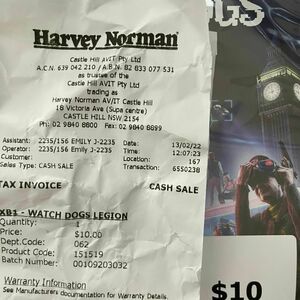 OGS
Harvey Norman
Castle Hill AVIT Pty Ltd
A.C.N. 639 042 210 / A.B.N. 82 833 077 531
as trustee of the
Castle Hill AVIT Pty Ltd
trading as
Harvey Norman AV/IT Castle Hill
18 Victoria Ave (Supa centre)
CASTLE HILL NSW 2154
Ph: 02 9840 8800 Fax: 02 9840 8899
Assistant: 2235/156 EMILY J-2235 Date: 13/02/22
Operator: 2235/156 Emily J-2235 Time: 12:07:23
Customer: Location: 167
Sales Type: CASH SALE Transaction: 6550238
TAX INVOICE CASH SALE
XB1 - WATCH DOGS LEGION
Quantity: 1
Price: $10.00
Dept.Code: 062
Product Code: 151519
Batch Number: 00109203032
Warranty Information
See Manufacturers documentation for Warranty Details.
$10